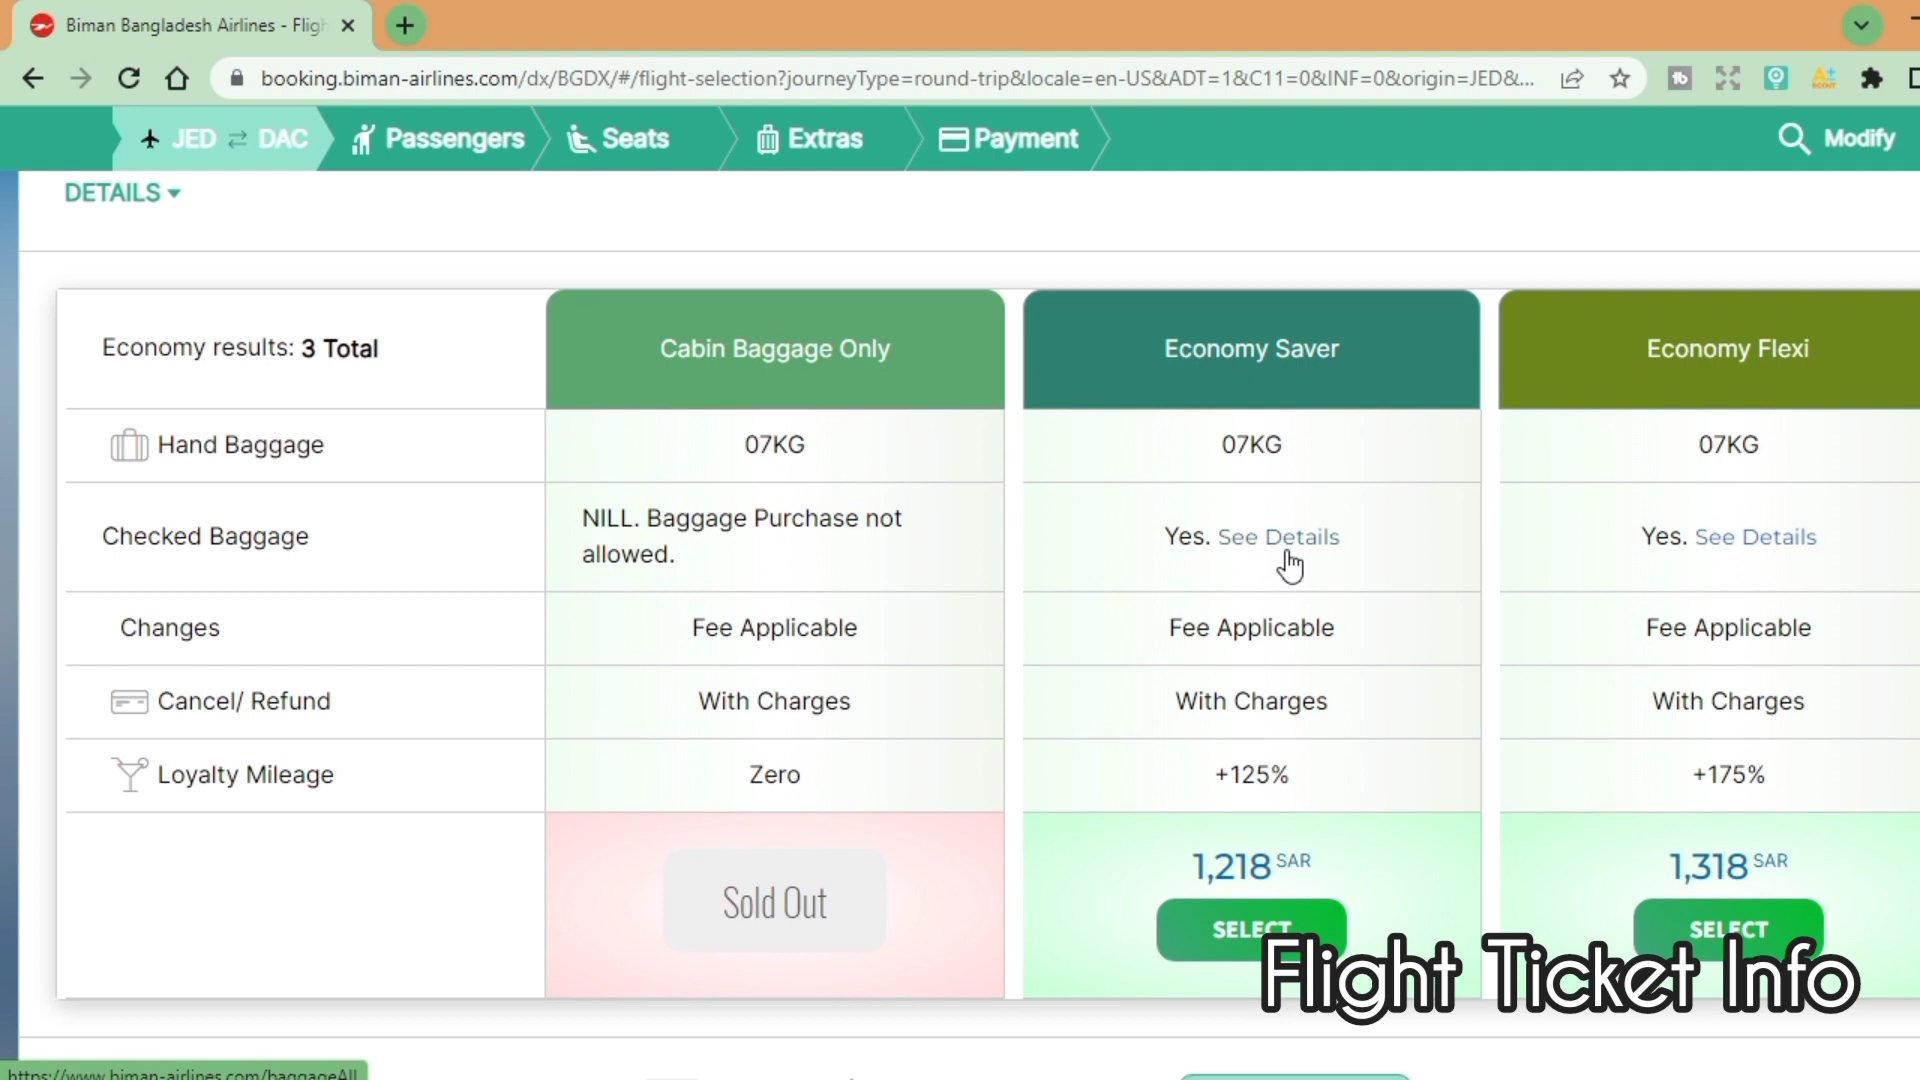 Biman Bangladesh Airlines - Fligh
booking.biman-airlines.com/dx/BGDX/#/flight-selection?journeyType=round-trip&locale=en-US&ADT=1&C11=0&INF=0&origin=JED&...
JED ⇄ DAC Passengers Seats Extras Payment Modify
DETAILS
Economy results: 3 Total Cabin Baggage Only Economy Saver Economy Flexi
Hand Baggage 07KG 07KG 07KG
Checked Baggage NILL. Baggage Purchase not
allowed. Yes. See Details Yes. See Details
Changes Fee Applicable Fee Applicable Fee Applicable
Cancel/ Refund With Charges With Charges With Charges
Loyalty Mileage Zero +125% +175%
Sold Out 1,218 SAR 1,318 SAR
SELECT SELECT
Flight Ticket Info
https://www.biman-airlines.com/baggageAll